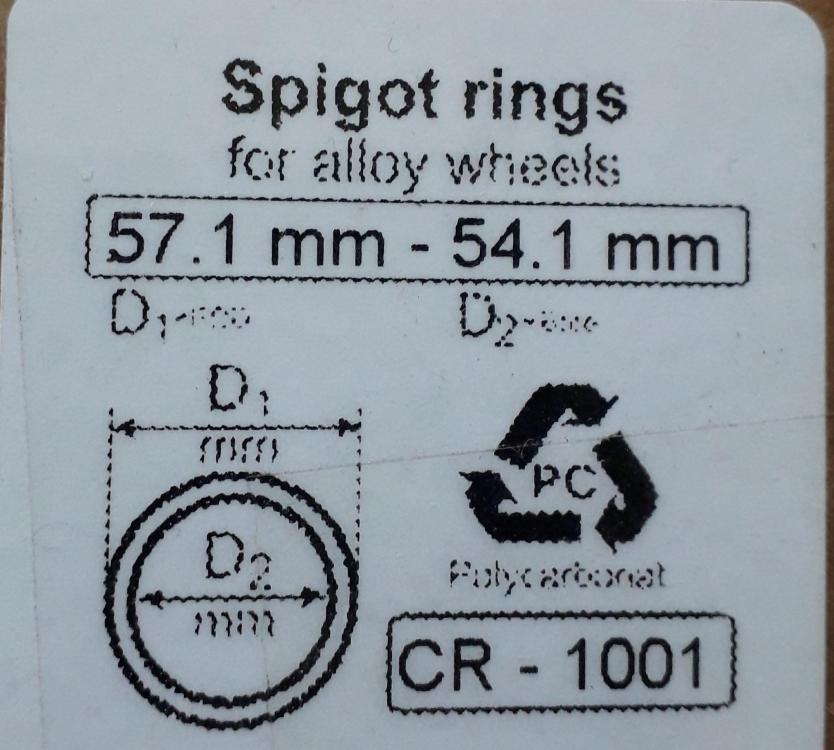 Spigot rings
for alloy wheels
57.1 mm - 54.1 mm
D1 D2
D1
mm
PC
D2
mm
Polycarbonat
CR - 1001